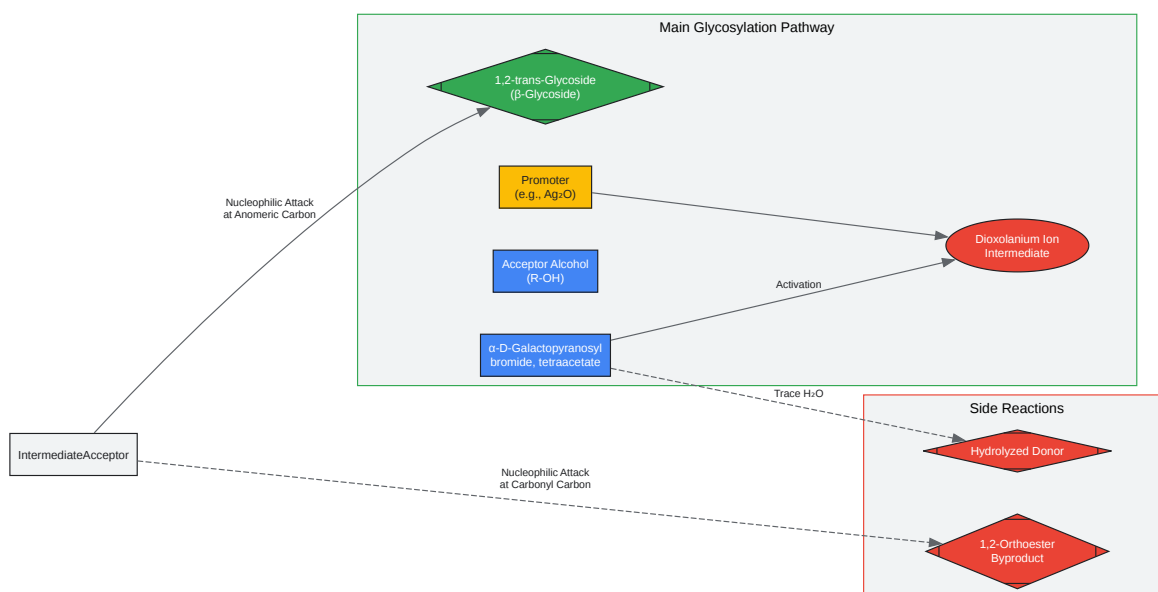 Main Glycosylation Pathway
1,2-trans-Glycoside
(β-Glycoside)
Promoter
(e.g., Ag₂O)
Nucleophilic Attack
at Anomeric Carbon
Dioxolanium Ion
Intermediate
Acceptor Alcohol
(R-OH)
Activation
α-D-Galactopyranosyl
bromide, tetraacetate
Trace H₂O
Side Reactions
Hydrolyzed Donor
IntermediateAcceptor
Nucleophilic Attack
at Carbonyl Carbon
1,2-Orthoester
Byproduct